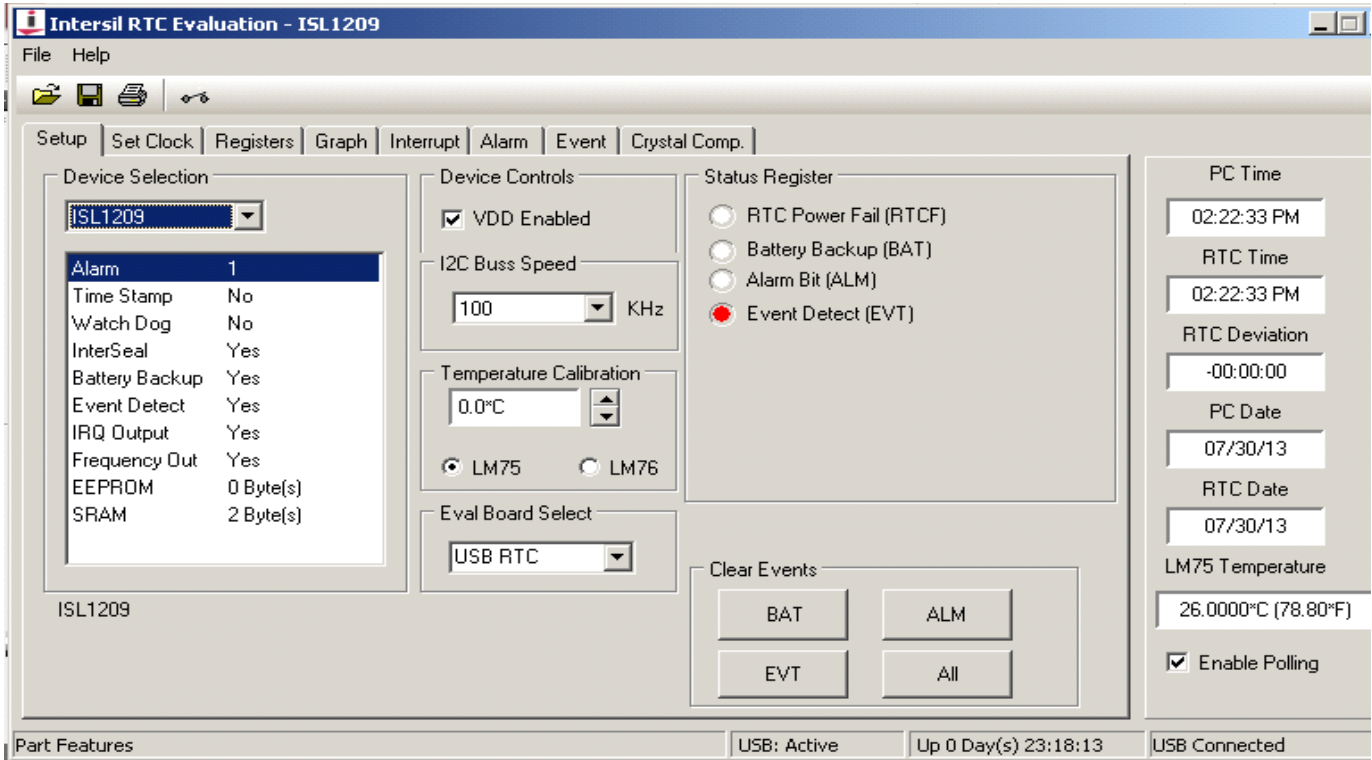 Intersil RTC Evaluation - ISL1209
File Help
Setup Set Clock Registers Graph Interrupt Alarm Event Crystal Comp.
Device Selection
ISL1209
Alarm 1
Time Stamp No
Watch Dog No
InterSeal Yes
Battery Backup Yes
Event Detect Yes
IRQ Output Yes
Frequency Out Yes
EEPROM 0 Byte(s)
SRAM 2 Byte(s)
ISL1209
Device Controls
VDD Enabled
I2C Buss Speed
100 KHz
Temperature Calibration
0.0*C
LM75 LM76
Eval Board Select
USB RTC
Status Register
RTC Power Fail (RTCF)
Battery Backup (BAT)
Alarm Bit (ALM)
Event Detect (EVT)
Clear Events
BAT ALM
EVT All
PC Time
02:22:33 PM
RTC Time
02:22:33 PM
RTC Deviation
-00:00:00
PC Date
07/30/13
RTC Date
07/30/13
LM75 Temperature
26.0000*C (78.80*F)
Enable Polling
Part Features USB: Active Up 0 Day(s) 23:18:13 USB Connected